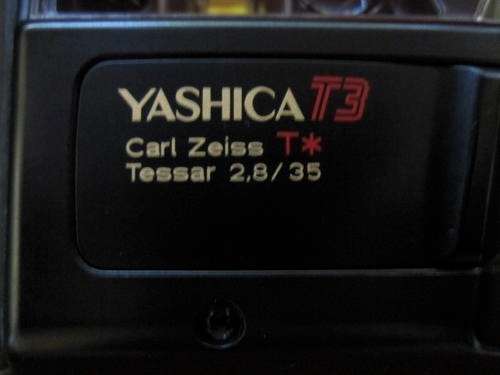 YASHICA T3
Carl Zeiss T*
Tessar 2,8/35